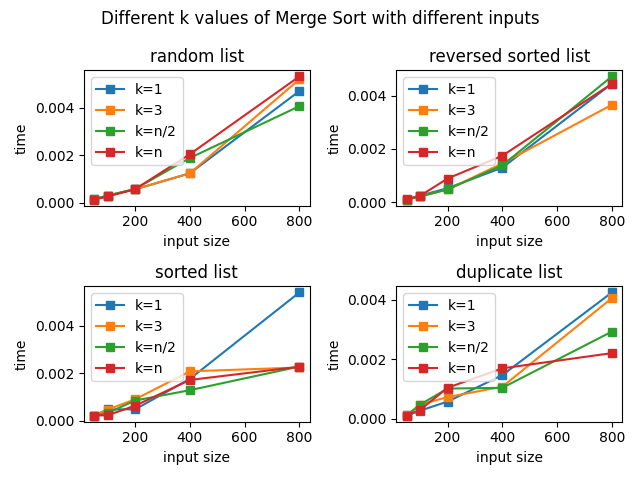 Different k values of Merge Sort with different inputs
random list
k=1
k=3
k=n/2
k=n
time
0.004
0.002
0.000
200 400 600 800
input size
reversed sorted list
k=1
k=3
k=n/2
k=n
time
0.004
0.002
0.000
200 400 600 800
input size
sorted list
k=1
k=3
k=n/2
k=n
time
0.004
0.002
0.000
200 400 600 800
input size
duplicate list
k=1
k=3
k=n/2
k=n
time
0.004
0.002
0.000
200 400 600 800
input size